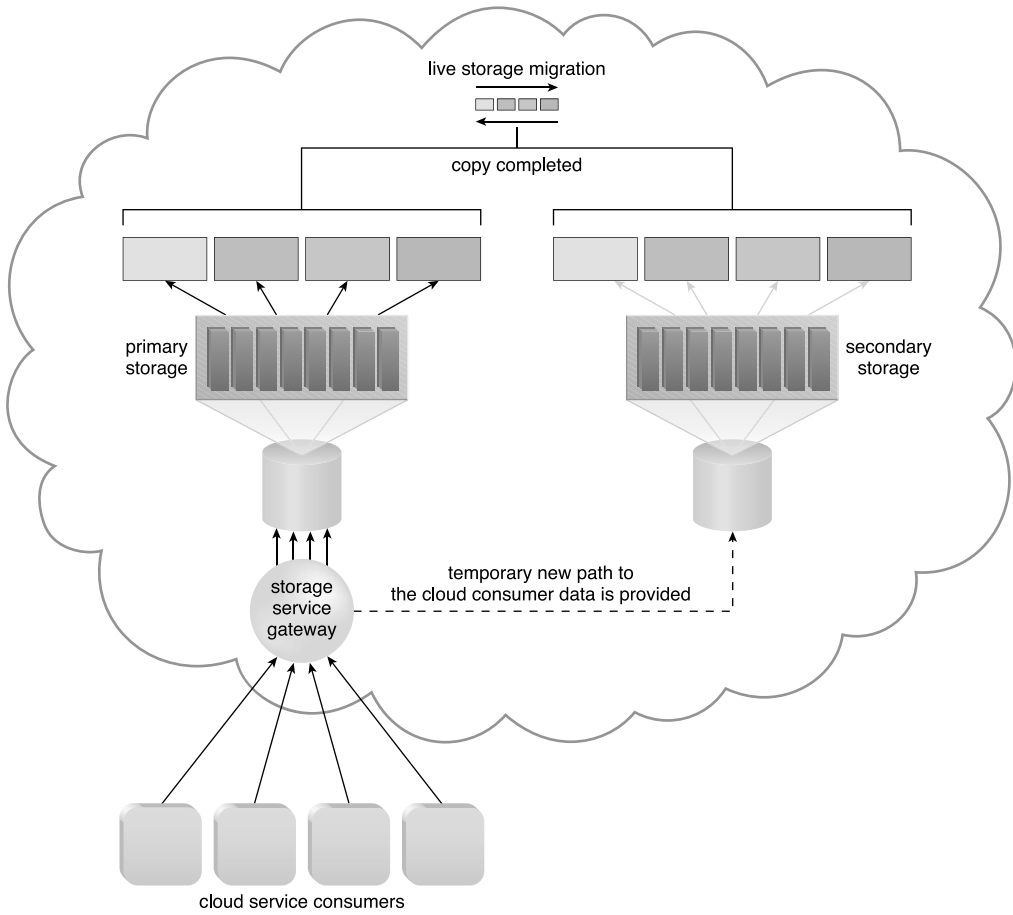 live storage migration
copy completed
primary
storage
secondary
storage
storage
service
gateway
temporary new path to
the cloud consumer data is provided
cloud service consumers